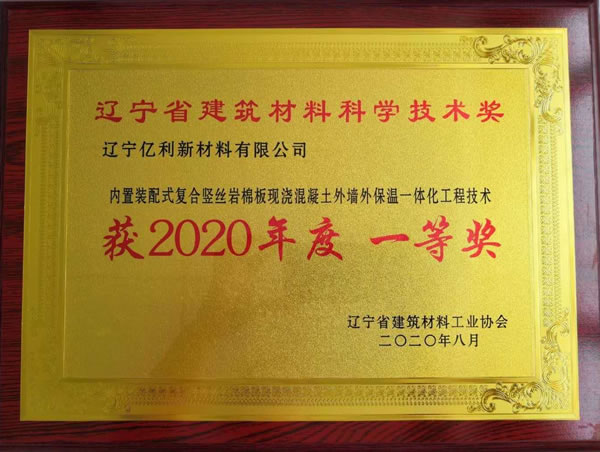 辽宁省建筑材料科学技术奖
辽宁亿利新材料有限公司
内置装配式复合竖丝岩棉板现浇混凝土外墙外保温一体化工程技术
获2020年度 一等奖
辽宁省建筑材料工业协会
二〇二〇年八月